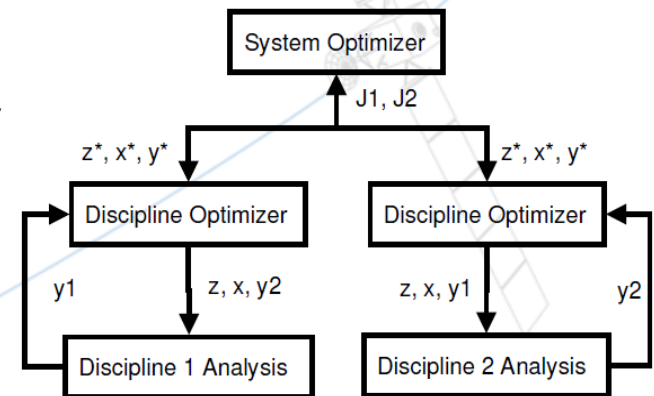 System Optimizer
J1, J2
z*, x*, y*
z*, x*, y*
Discipline Optimizer
Discipline Optimizer
y1
z, x, y2
z, x, y1
y2
Discipline 1 Analysis
Discipline 2 Analysis